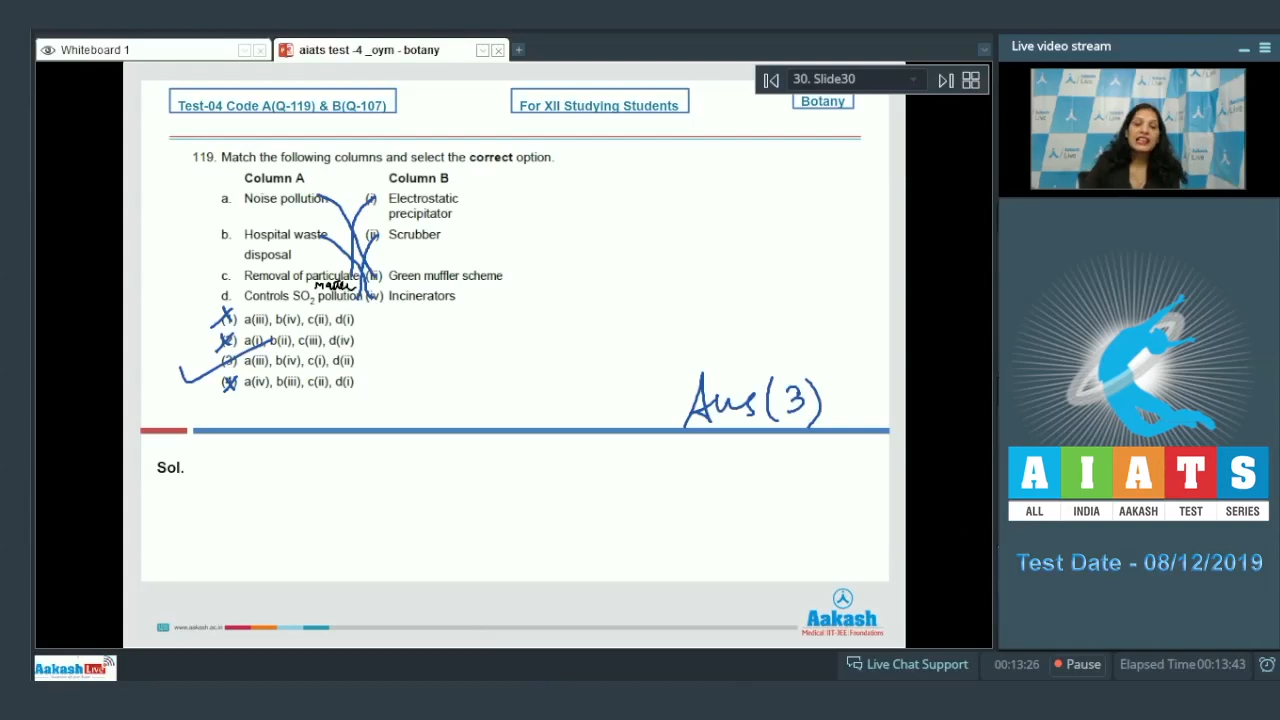 Whiteboard 1
aiats test -4 _oym - botany
Live video stream
30. Slide30
Test-04 Code A(Q-119) & B(Q-107)
For XII Studying Students
Botany
119. Match the following columns and select the correct option.
Column A Column B
a. Noise pollution (i) Electrostatic
precipitator
b. Hospital waste (ii) Scrubber
disposal
c. Removal of particulate (iii) Green muffler scheme
matter
d. Controls SO2 pollution (iv) Incinerators
(1) a(iii), b(iv), c(ii), d(i)
(2) a(i), b(ii), c(iii), d(iv)
(3) a(iii), b(iv), c(i), d(ii)
(4) a(iv), b(iii), c(ii), d(i)
Ans (3)
Sol.
www.aakash.ac.in
Aakash
Medical|IIT-JEE|Foundations
A I A T S
ALL INDIA AAKASH TEST SERIES
Test Date - 08/12/2019
Aakash Live
Live Chat Support
00:13:26
Pause
Elapsed Time 00:13:43